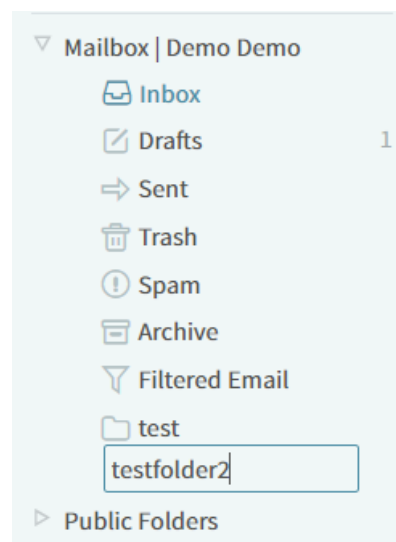 Mailbox | Demo Demo
Inbox
Drafts 1
Sent
Trash
Spam
Archive
Filtered Email
test
testfolder2
Public Folders